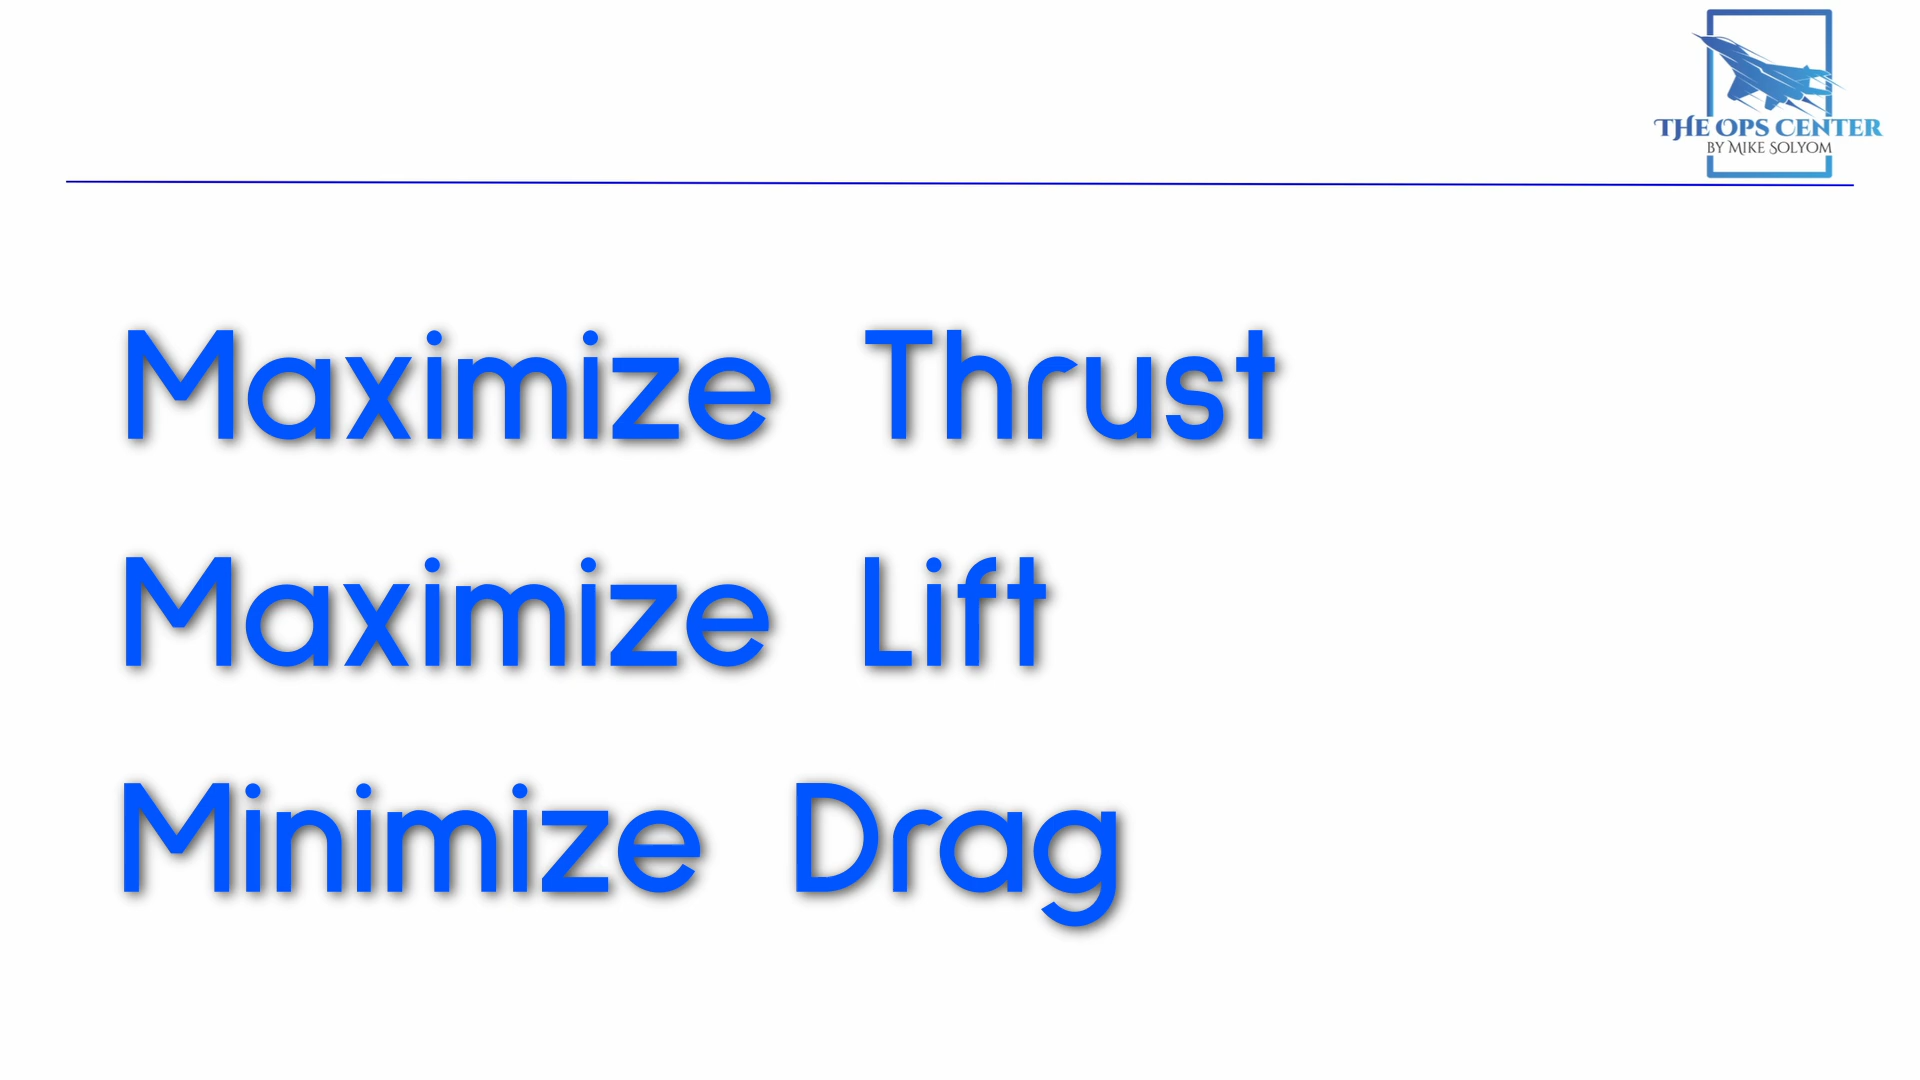 THE OPS CENTER
BY MIKE SOLYOM
Maximize Thrust
Maximize Lift
Minimize Drag